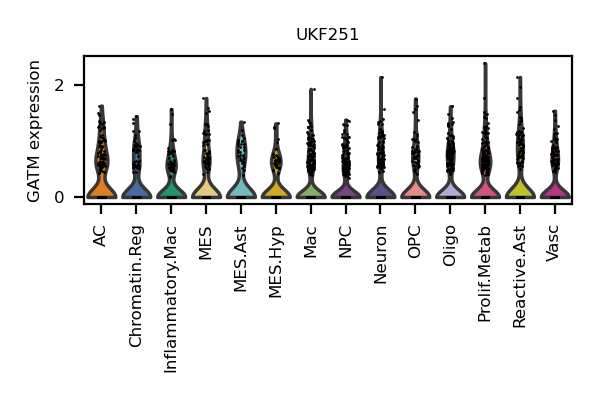 UKF251
GATM expression
2
0
AC
Chromatin.Reg
Inflammatory.Mac
MES
MES.Ast
MES.Hyp
Mac
NPC
Neuron
OPC
Oligo
Prolif.Metab
Reactive.Ast
Vasc